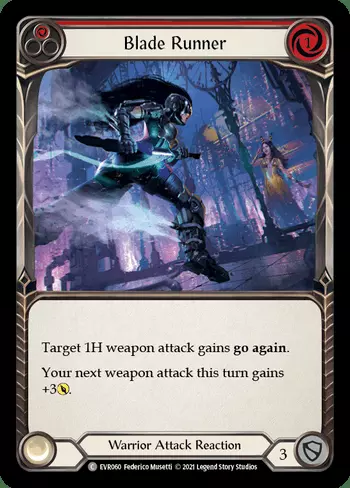 1
Blade Runner
Target 1H weapon attack gains go again.
Your next weapon attack this turn gains
+3
Warrior Attack Reaction
3
C EVR060 Federico Musetti © 2021 Legend Story Studios